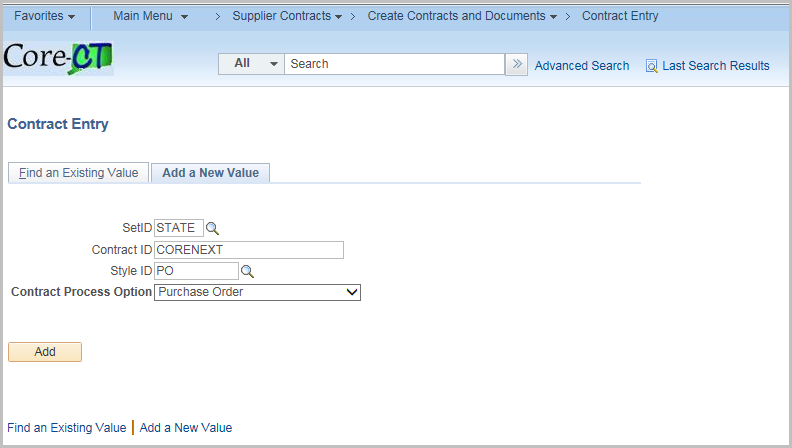 Favorites Main Menu > Supplier Contracts > Create Contracts and Documents > Contract Entry
Core-CT
All Search » Advanced Search Last Search Results
Contract Entry
Find an Existing Value Add a New Value
SetID STATE
Contract ID CORENEXT
Style ID PO
Contract Process Option Purchase Order
Add
Find an Existing Value | Add a New Value